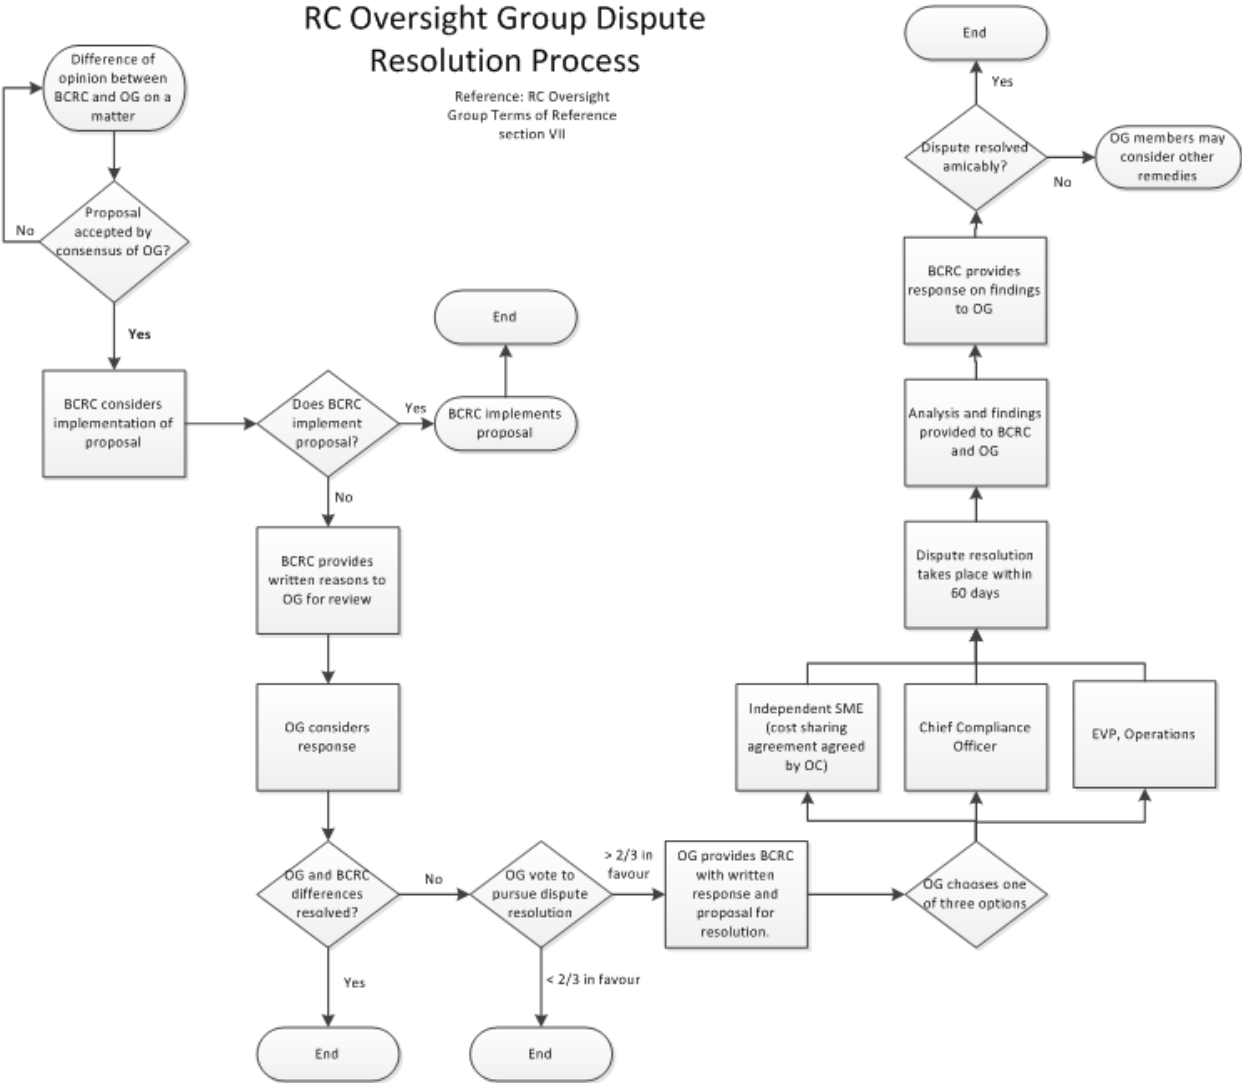 RC Oversight Group Dispute
Resolution Process
Reference: RC Oversight
Group Terms of Reference
section VII
Difference of
opinion between
BCRC and OG on a
matter
Proposal
accepted by
consensus of OG?
No
Yes
BCRC considers
implementation of
proposal
Does BCRC
implement
proposal?
Yes
BCRC implements
proposal
End
No
BCRC provides
written reasons to
OG for review
OG considers
response
OG and BCRC
differences
resolved?
Yes
End
No
OG vote to
pursue dispute
resolution
< 2/3 in favour
End
> 2/3 in
favour
OG provides BCRC
with written
response and
proposal for
resolution.
OG chooses one
of three options
Independent SME
(cost sharing
agreement agreed
by OC)
Chief Compliance
Officer
EVP, Operations
Dispute resolution
takes place within
60 days
Analysis and findings
provided to BCRC
and OG
BCRC provides
response on findings
to OG
Dispute resolved
amicably?
Yes
End
No
OG members may
consider other
remedies